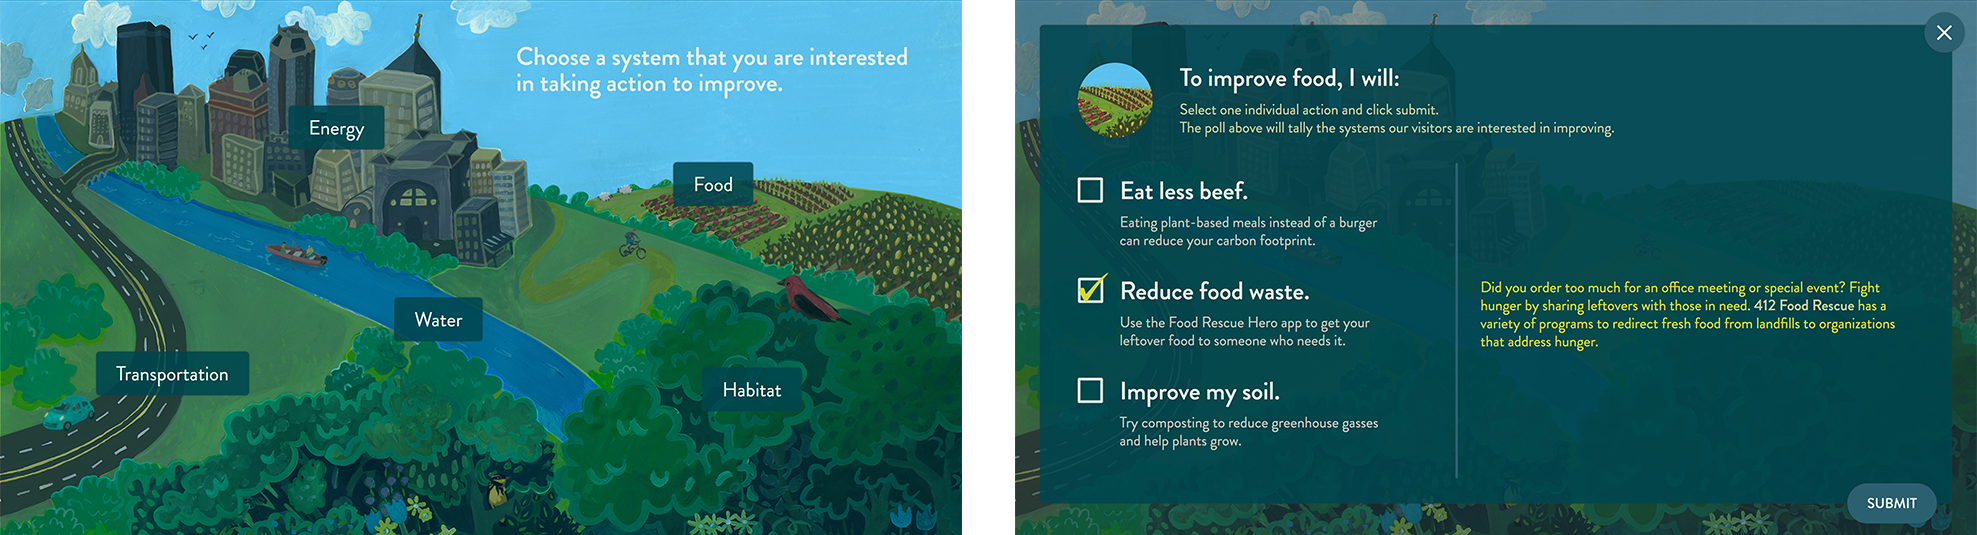 Choose a system that you are interested
in taking action to improve.
Energy
Food
Water
Transportation
Habitat
To improve food, I will:
Select one individual action and click submit.
The poll above will tally the systems our visitors are interested in improving.
Eat less beef.
Eating plant-based meals instead of a burger
can reduce your carbon footprint.
Reduce food waste.
Use the Food Rescue Hero app to get your
leftover food to someone who needs it.
Improve my soil.
Try composting to reduce greenhouse gasses
and help plants grow.
Did you order too much for an office meeting or special event? Fight
hunger by sharing leftovers with those in need. 412 Food Rescue has a
variety of programs to redirect fresh food from landfills to organizations
that address hunger.
SUBMIT